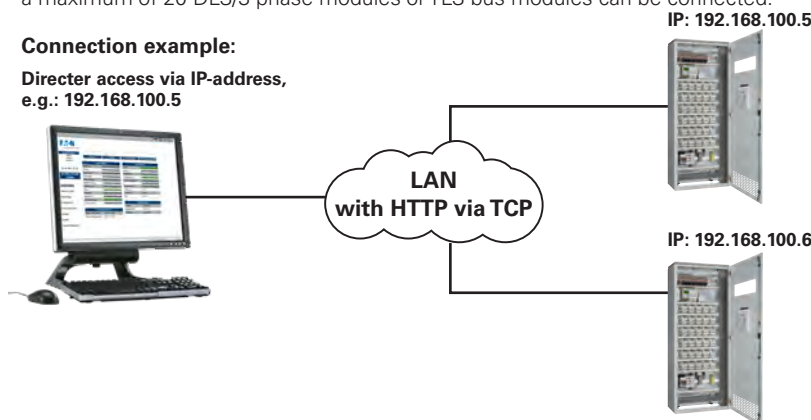 a maximum of 20 DLS/3 phase modules or TLS bus modules can be connected.
IP: 192.168.100.5
Connection example:
Directer access via IP-address,
e.g.: 192.168.100.5
EATON
LAN
with HTTP via TCP
IP: 192.168.100.6